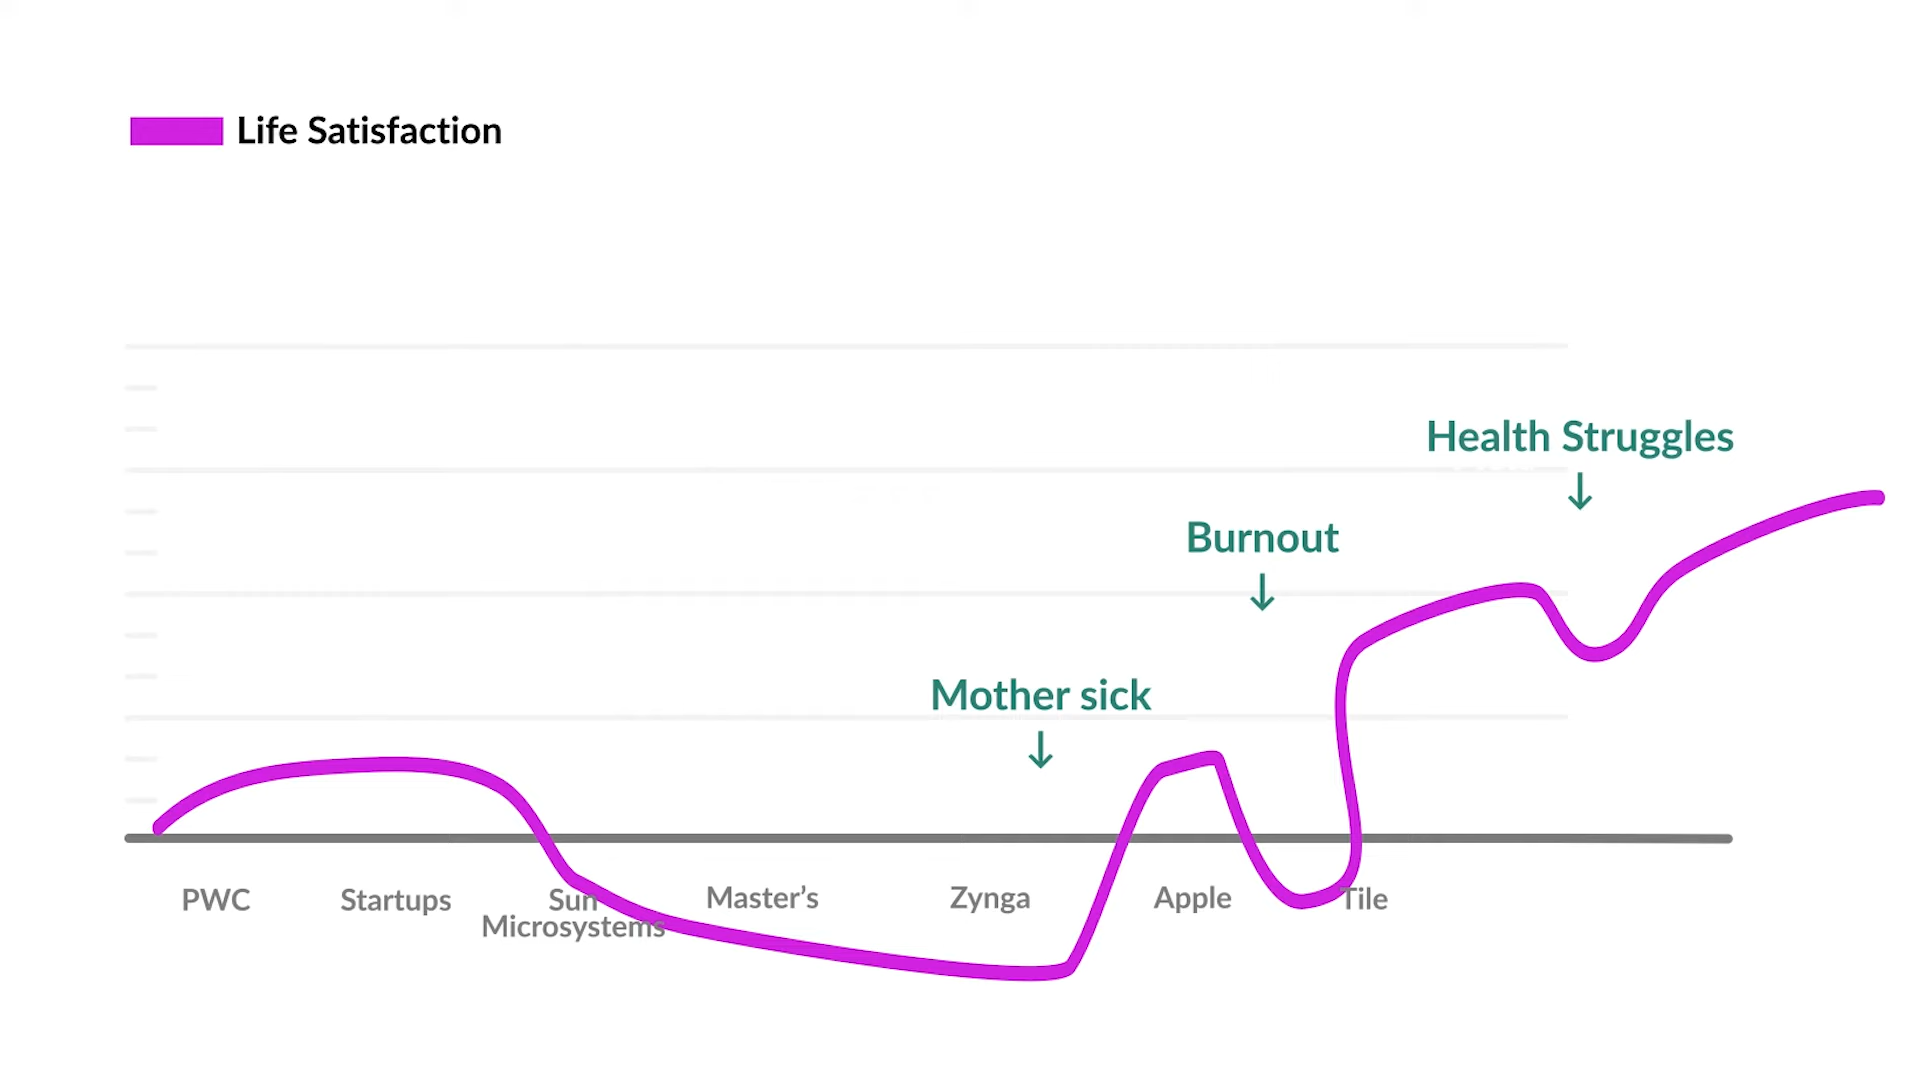 Life Satisfaction
Health Struggles
Burnout
Mother sick
PWC
Startups
Sun
Microsystems
Master’s
Zynga
Apple
Tile